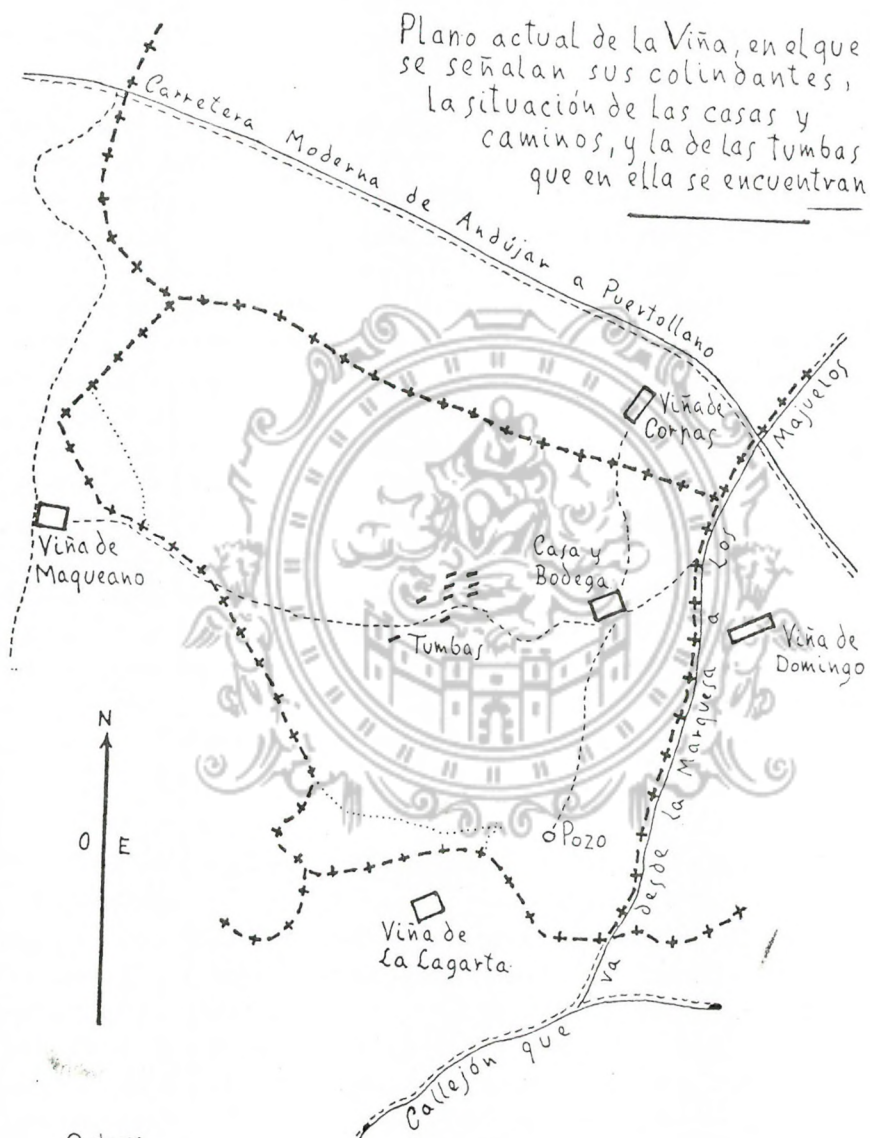 Plano actual de la Viña, en el que
se señalan sus colindantes,
la situación de las casas y
caminos, y la de las tumbas
que en ella se encuentran
Carretera Moderna de Andújar a Puertollano
Viña de
Corpas
Viña de
Maqueano
Casa y
Bodega
Tumbas
Viña de
Domingo
N
O E
Pozo
Viña de
La Lagarta
Callejón que va desde la Marquesa a Los Majuelos